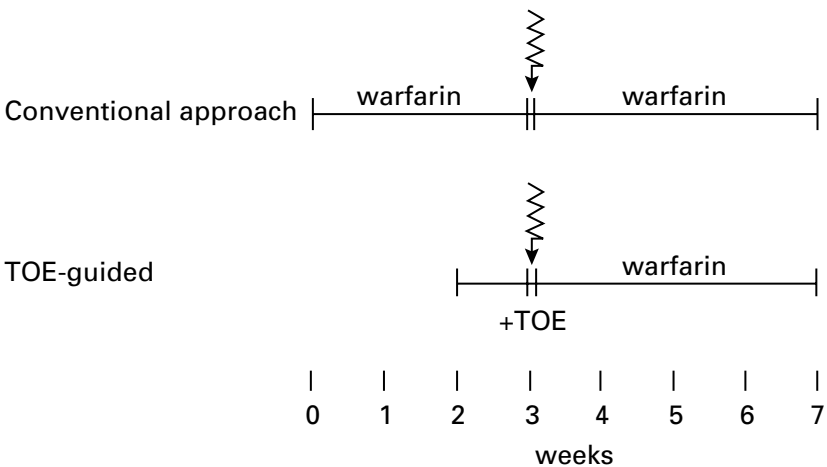 warfarin warfarin
Conventional approach
warfarin
TOE-guided
+TOE
0 1 2 3 4 5 6 7
weeks